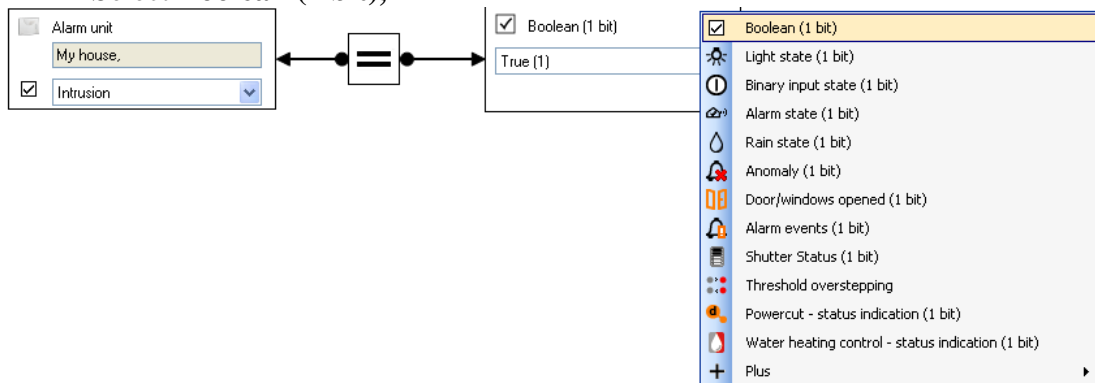 Alarm unit
My house,
Intrusion
Boolean (1 bit)
True (1)
Boolean (1 bit)
Light state (1 bit)
Binary input state (1 bit)
Alarm state (1 bit)
Rain state (1 bit)
Anomaly (1 bit)
Door/windows opened (1 bit)
Alarm events (1 bit)
Shutter Status (1 bit)
Threshold overstepping
Powercut - status indication (1 bit)
Water heating control - status indication (1 bit)
Plus